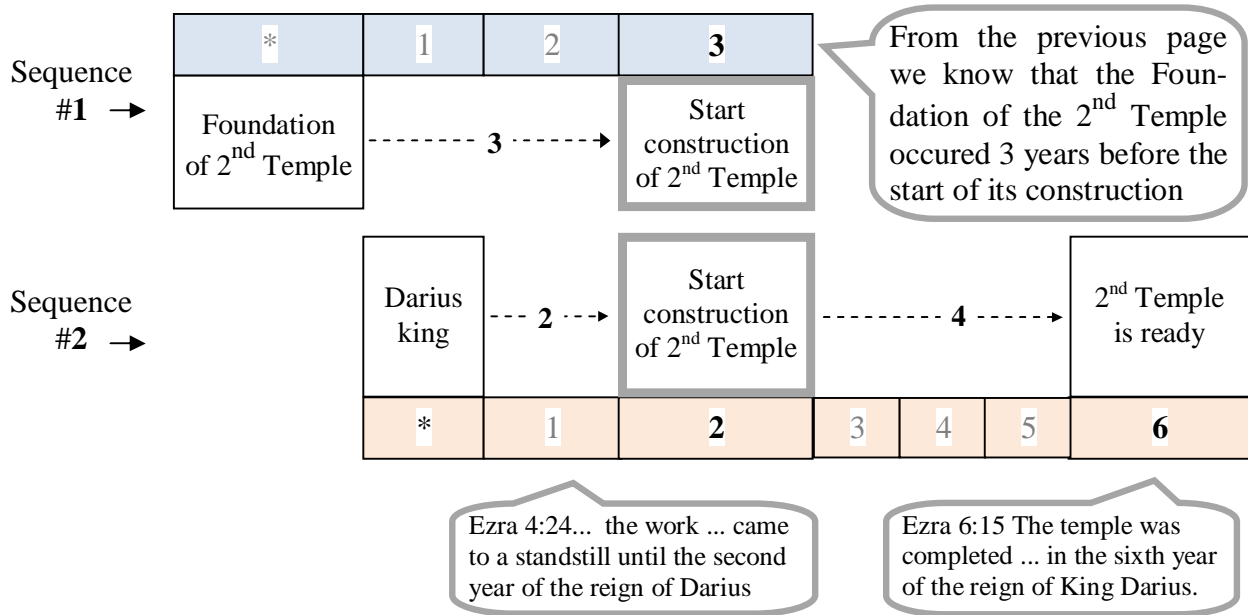 * 1 2 3
From the previous page
we know that the Foun-
dation of the 2nd Temple
occured 3 years before the
start of its construction
Sequence
#1
Foundation
of 2nd Temple
3
Start
construction
of 2nd Temple
Sequence
#2
Darius
king
2
Start
construction
of 2nd Temple
4
2nd Temple
is ready
* 1 2 3 4 5 6
Ezra 4:24... the work ... came
to a standstill until the second
year of the reign of Darius
Ezra 6:15 The temple was
completed ... in the sixth year
of the reign of King Darius.